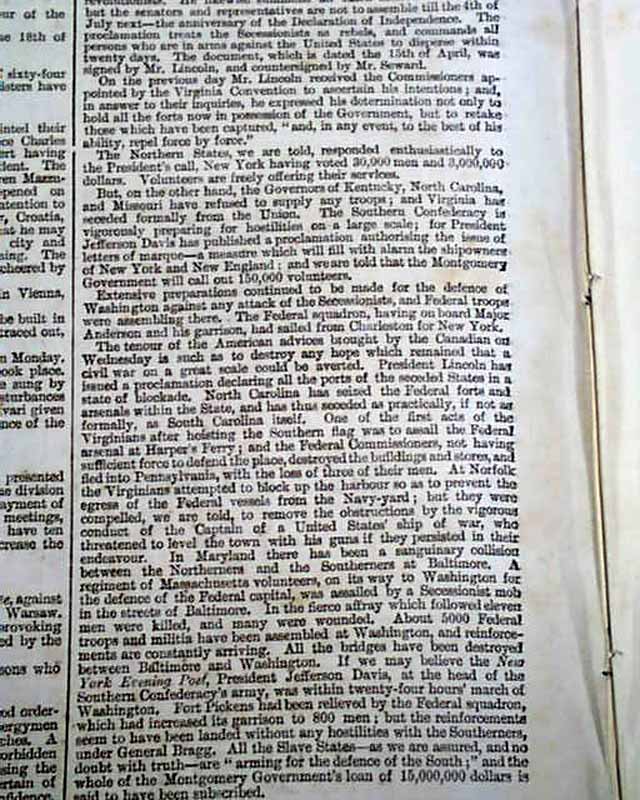 but the senators and representatives are not to assemble till the 4th of
July next—the anniversary of the Declaration of Independence. The
proclamation treats the Secessionists as rebels, and commands all
persons who are in arms against the United States to disperse within
twenty days. The document, which is dated the 15th of April, was
signed by Mr. Lincoln, and countersigned by Mr. Seward.
On the previous day Mr. Lincoln received the Commissioners ap-
pointed by the Virginia Convention to ascertain his intentions; and,
in answer to their inquiries, he expressed his determination not only to
hold all the forts now in possession of the Government, but to retake
those which have been captured, "and, in any event, to the best of his
ability, repel force by force."
The Northern States, we are told, responded enthusiastically to
the President's call, New York having voted 30,000 men and 3,000,000
dollars. Volunteers are freely offering their services.
But, on the other hand, the Governors of Kentucky, North Carolina,
and Missouri have refused to supply any troops; and Virginia has
seceded formally from the Union. The Southern Confederacy is
vigorously preparing for hostilities on a large scale; for President
Jefferson Davis has published a proclamation authorising the issue of
letters of marque—a measure which will fill with alarm the shipowners
of New York and New England; and we are told that the Montgomery
Government will call out 150,000 volunteers.
Extensive preparations continued to be made for the defence of
Washington against any attack of the Secessionists, and Federal troops
were assembling there. The Federal squadron, having on board Major
Anderson and his garrison, had sailed from Charleston for New York.
The tenour of the American advices brought by the Canadian on
Wednesday is such as to destroy any hope which remained that a
civil war on a great scale could be averted. President Lincoln has
issued a proclamation declaring all the ports of the seceded States in a
state of blockade. North Carolina has seized the Federal forts and
arsenals within the State, and has thus seceded as practically, if not as
formally, as South Carolina itself. One of the first acts of the
Virginians after hoisting the Southern flag was to assail the Federal
arsenal at Harper's Ferry; and the Federal Commissioners, not having
sufficient force to defend the place, destroyed the buildings and stores, and
fled into Pennsylvania, with the loss of three of their men. At Norfolk
the Virginians attempted to block up the harbour so as to prevent the
egress of the Federal vessels from the Navy-yard; but they were
compelled, we are told, to remove the obstructions by the vigorous
conduct of the Captain of a United States' ship of war, who
threatened to level the town with his guns if they persisted in their
endeavour. In Maryland there has been a sanguinary collision
between the Northerners and the Southerners at Baltimore. A
regiment of Massachusetts volunteers, on its way to Washington for
the defence of the Federal capital, was assailed by a Secessionist mob
in the streets of Baltimore. In the fierce affray which followed eleven
men were killed, and many were wounded. About 5000 Federal
troops and militia have been assembled at Washington, and reinforce-
ments are constantly arriving. All the bridges have been destroyed
between Baltimore and Washington. If we may believe the New
York Evening Post, President Jefferson Davis, at the head of the
Southern Confederacy's army, was within twenty-four hours' march of
Washington. Fort Pickens had been relieved by the Federal squadron,
which had increased its garrison to 800 men; but the reinforcements
seem to have been landed without any hostilities with the Southerners,
under General Bragg. All the Slave States—as we are assured, and no
doubt with truth—are "arming for the defence of the South;" and the
whole of the Montgomery Government's loan of 15,000,000 dollars is
said to have been subscribed.